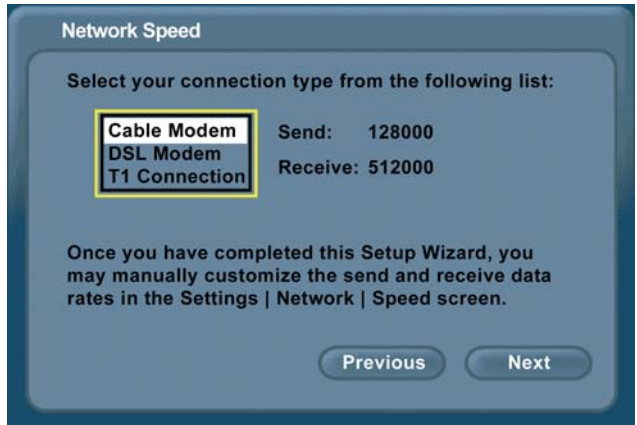 Network Speed
Select your connection type from the following list:
Cable Modem
DSL Modem
T1 Connection
Send: 128000
Receive: 512000
Once you have completed this Setup Wizard, you
may manually customize the send and receive data
rates in the Settings | Network | Speed screen.
Previous Next